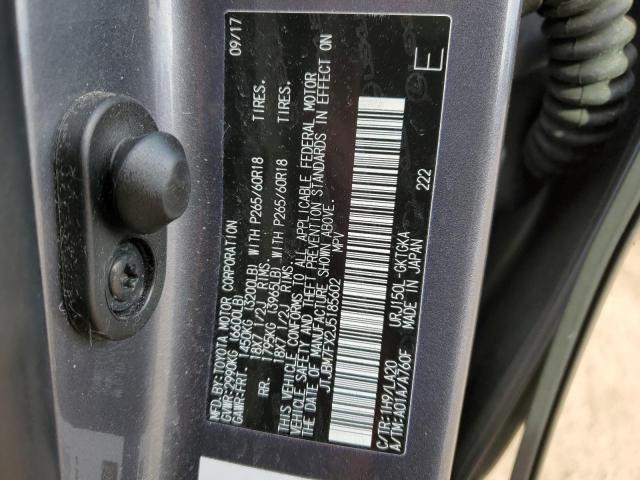 MFD.BY:TOYOTA MOTOR CORPORATION 09/17
GVWR:2990KG (6600LB)
GAWR:FRT - 1450KG (3200LB) WITH P265/60R18 TIRES.
18X7 1/2J RIMS.
RR. 1795KG (3965LB) WITH P265/60R18 TIRES.
18X7 1/2J RIMS.
THIS VEHICLE CONFORMS TO ALL APPLICABLE FEDERAL MOTOR
VEHICLE SAFETY AND THEFT PREVENTION STANDARDS IN EFFECT ON
THE DATE OF MANUFACTURE SHOWN ABOVE.
JTJBM7FX2J5185602 MPV
E
222
C/TR:1H9/LA20 URJ150L-GKTGKA
A/TM-A01A/A760F MADE IN JAPAN